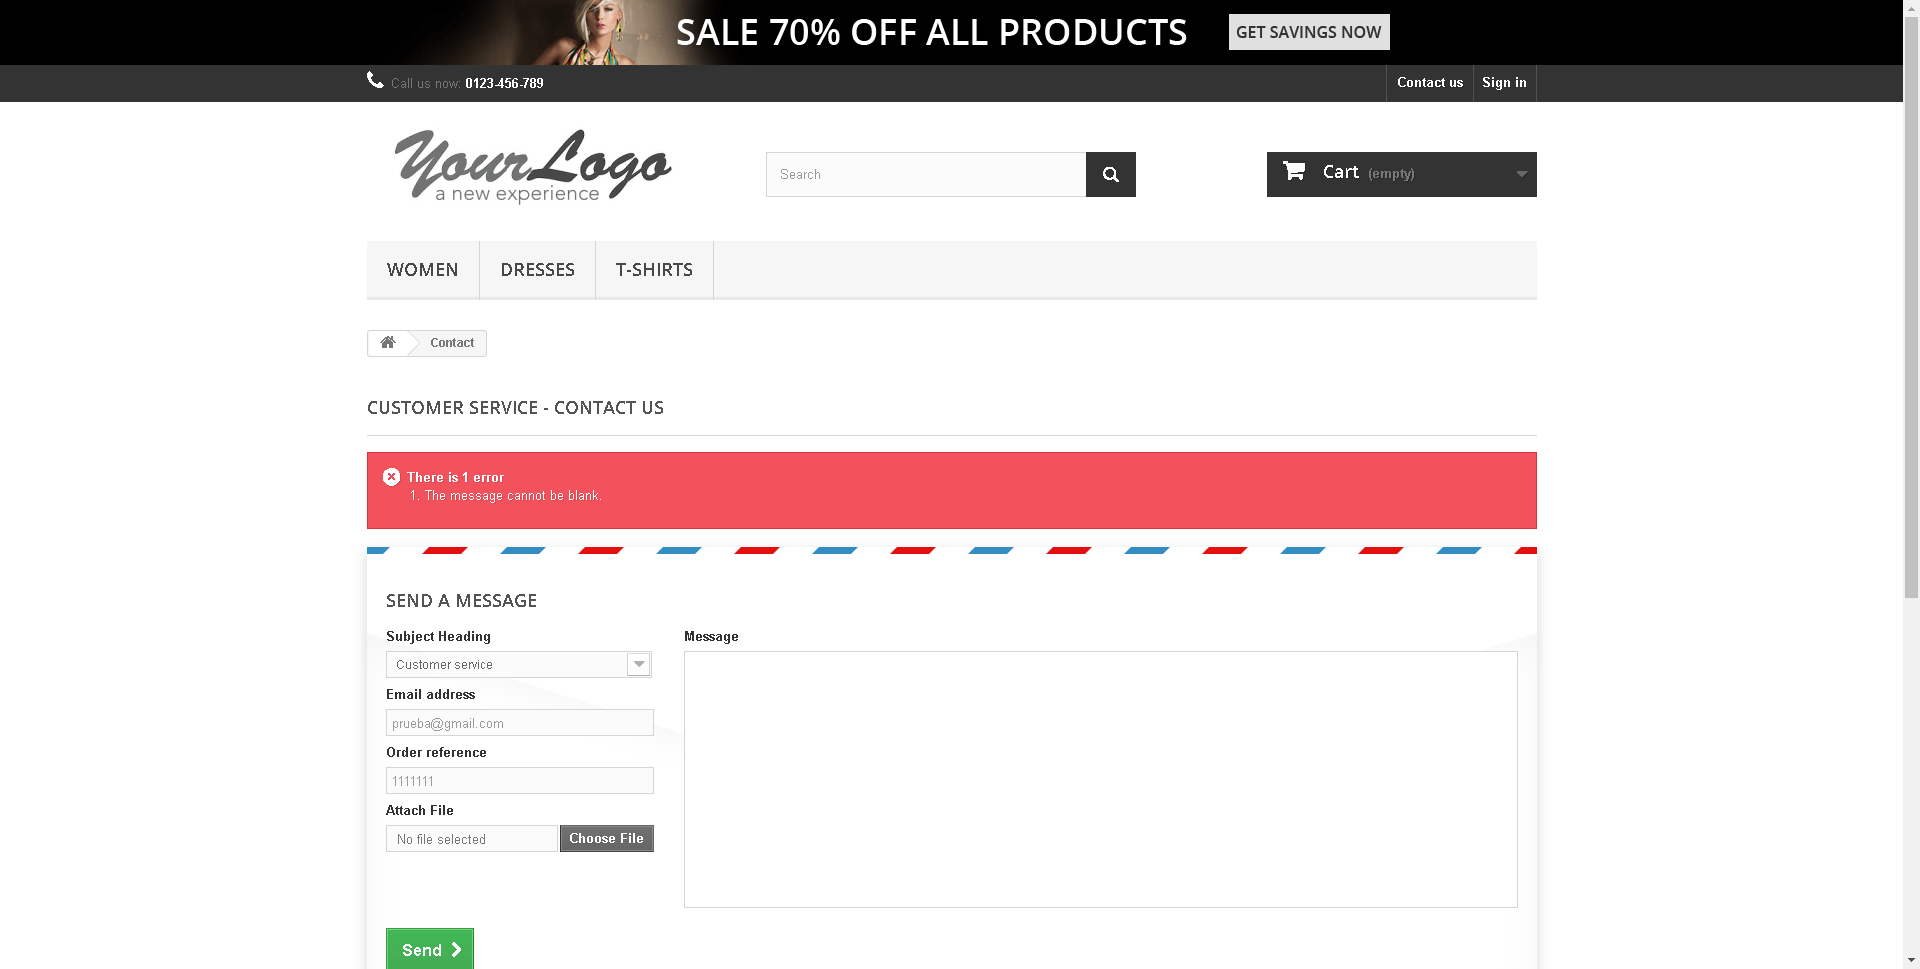 SALE 70% OFF ALL PRODUCTS GET SAVINGS NOW
Call us now: 0123-456-789 Contact us Sign in
YourLogo
a new experience
Search
Cart (empty)
WOMEN DRESSES T-SHIRTS
Contact
CUSTOMER SERVICE - CONTACT US
There is 1 error
1. The message cannot be blank.
SEND A MESSAGE
Subject Heading
Customer service
Email address
prueba@gmail.com
Order reference
1111111
Attach File
No file selected Choose File
Message
Send